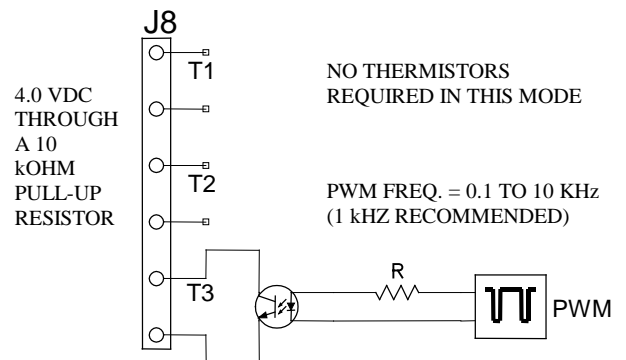 J8
T1
T2
T3
4.0 VDC
THROUGH
A 10
kOHM
PULL-UP
RESISTOR
NO THERMISTORS
REQUIRED IN THIS MODE
PWM FREQ. = 0.1 TO 10 KHz
(1 kHZ RECOMMENDED)
R
PWM